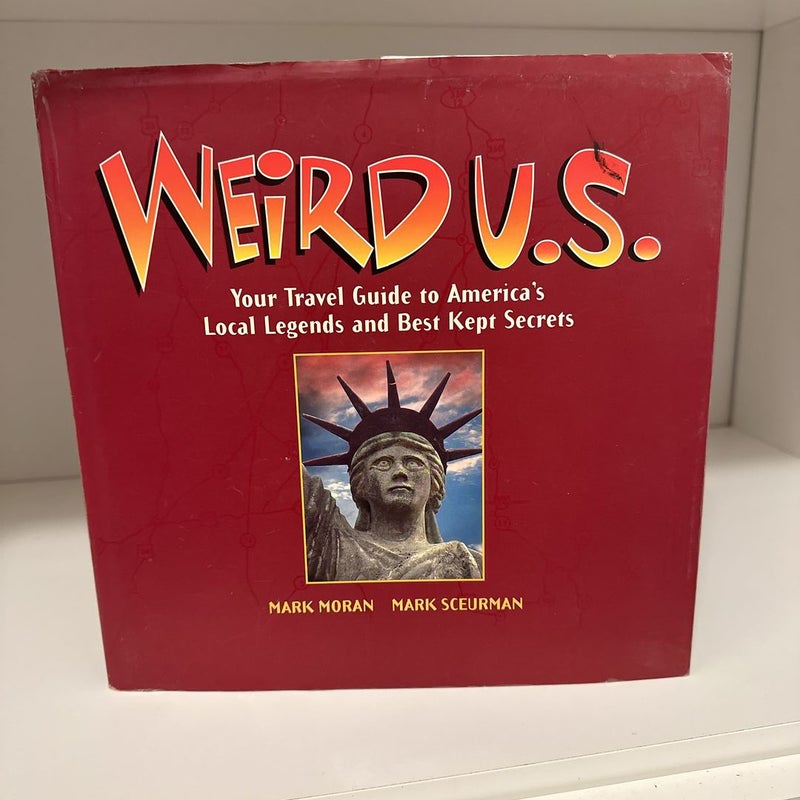 WEiRD U.S.
Your Travel Guide to America's
Local Legends and Best Kept Secrets
MARK MORAN MARK SCEURMAN